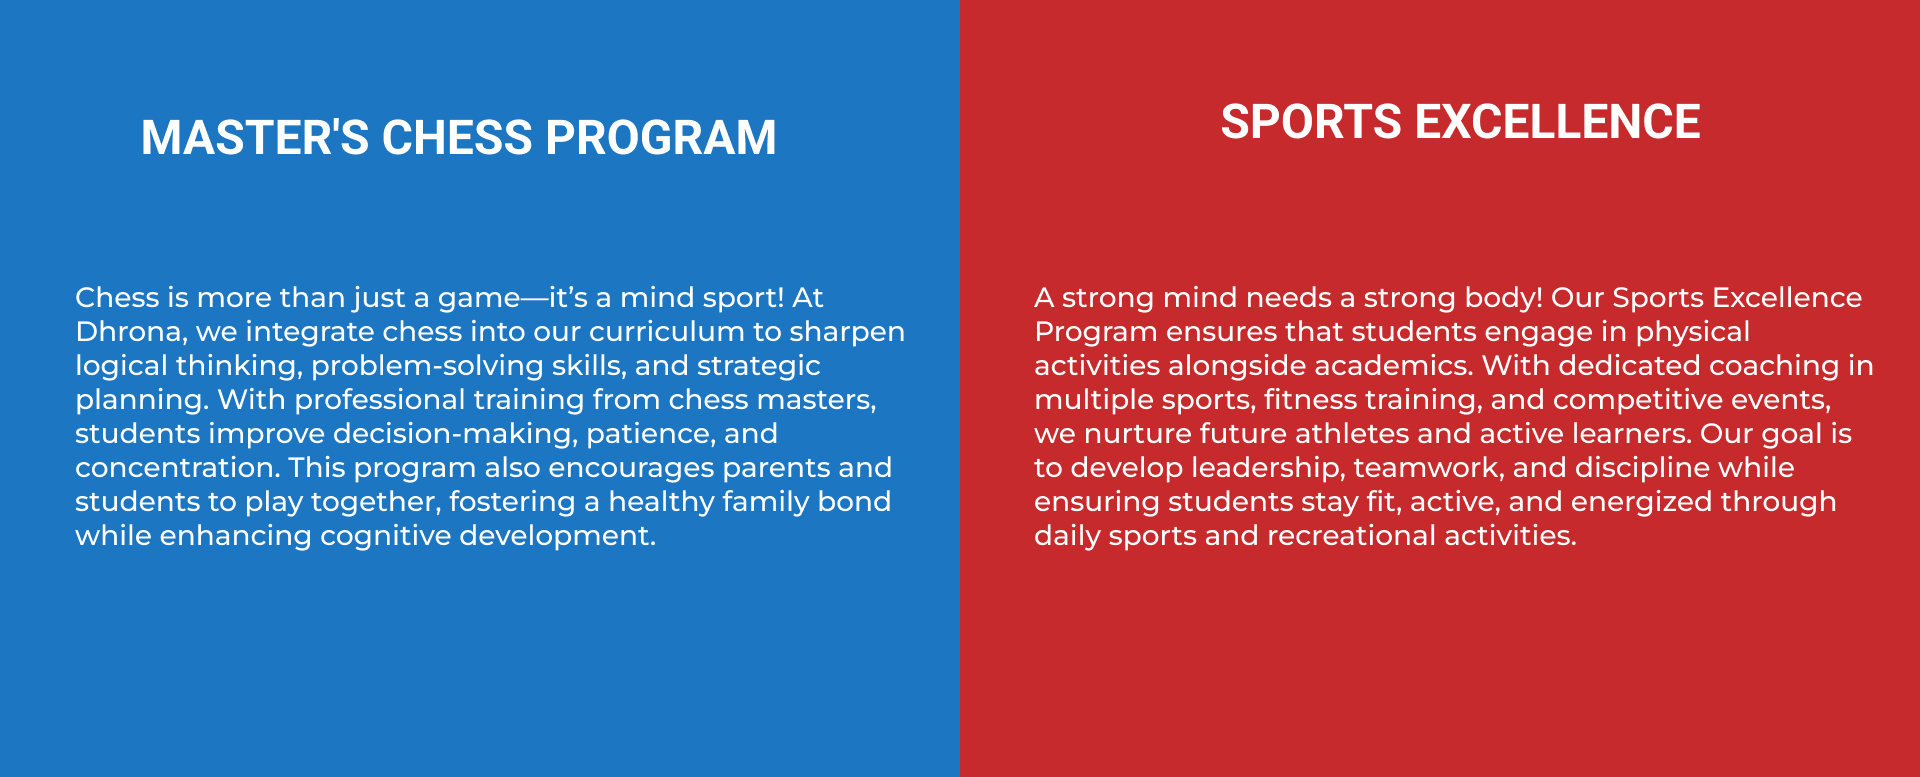 MASTER'S CHESS PROGRAM
Chess is more than just a game—it’s a mind sport! At
Dhrona, we integrate chess into our curriculum to sharpen
logical thinking, problem-solving skills, and strategic
planning. With professional training from chess masters,
students improve decision-making, patience, and
concentration. This program also encourages parents and
students to play together, fostering a healthy family bond
while enhancing cognitive development.
SPORTS EXCELLENCE
A strong mind needs a strong body! Our Sports Excellence
Program ensures that students engage in physical
activities alongside academics. With dedicated coaching in
multiple sports, fitness training, and competitive events,
we nurture future athletes and active learners. Our goal is
to develop leadership, teamwork, and discipline while
ensuring students stay fit, active, and energized through
daily sports and recreational activities.